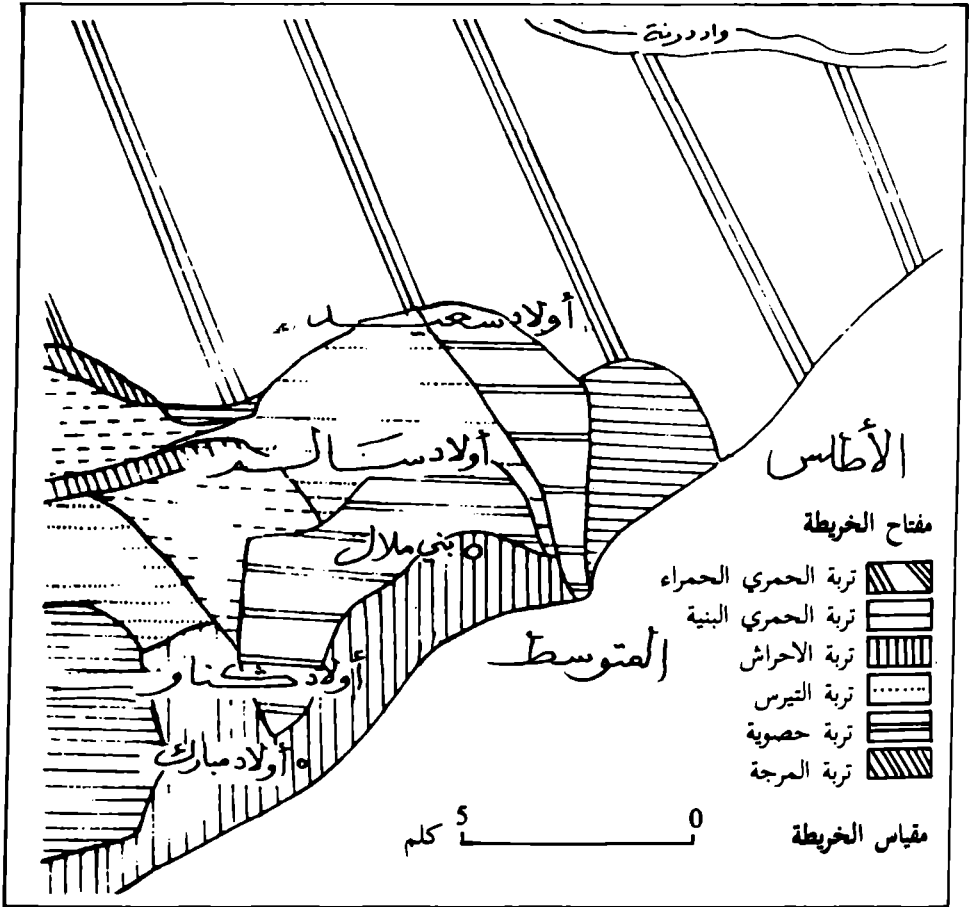 واد درنة
أولاد سعيد
أولاد سالم
الأطلس
مفتاح الخريطة
بني ملال
تربة الحمري الحمراء
تربة الحمري البنية
المتوسط
تربة الاحراش
أولاد ڭناو
تربة التيرس
تربة حصوية
أولاد مبارك
تربة المرجة
مقياس الخريطة
0
5
كلم